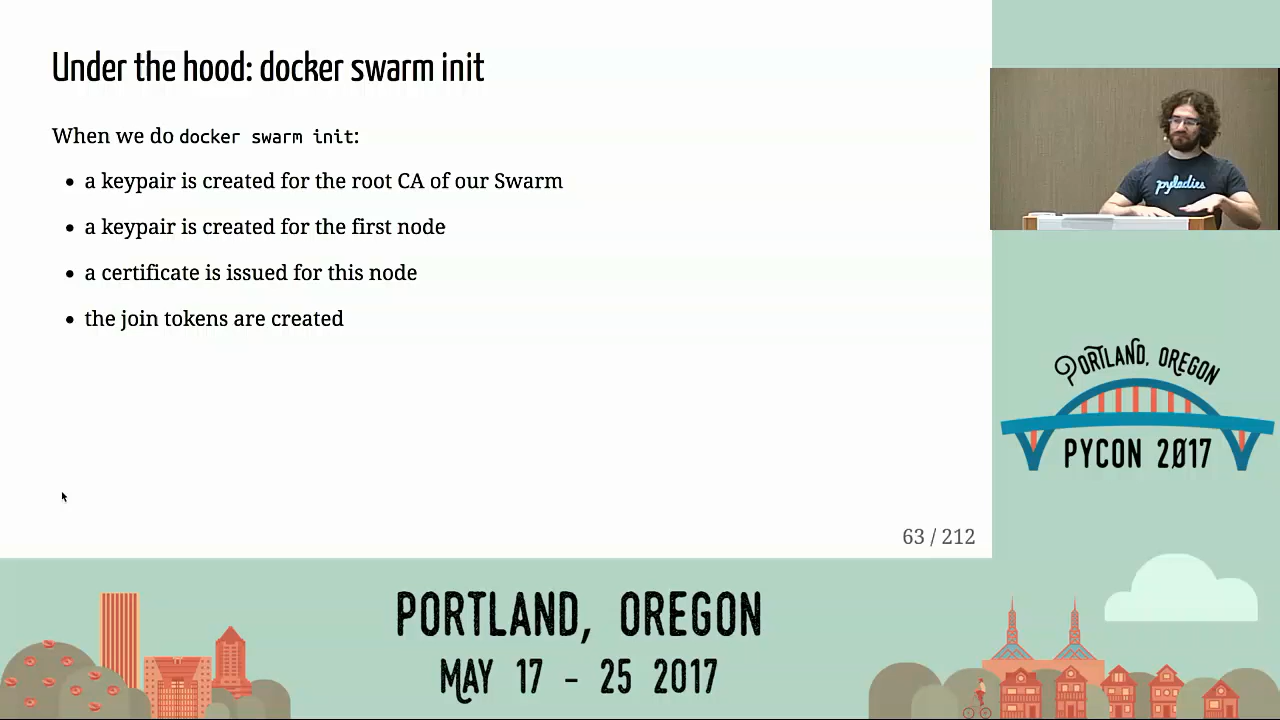 Under the hood: docker swarm init
When we do docker swarm init:
• a keypair is created for the root CA of our Swarm
• a keypair is created for the first node
• a certificate is issued for this node
• the join tokens are created
63 / 212
pyladies
PORTLAND, OREGON
PYCON 2017
PORTLAND, OREGON
MAY 17 - 25 2017